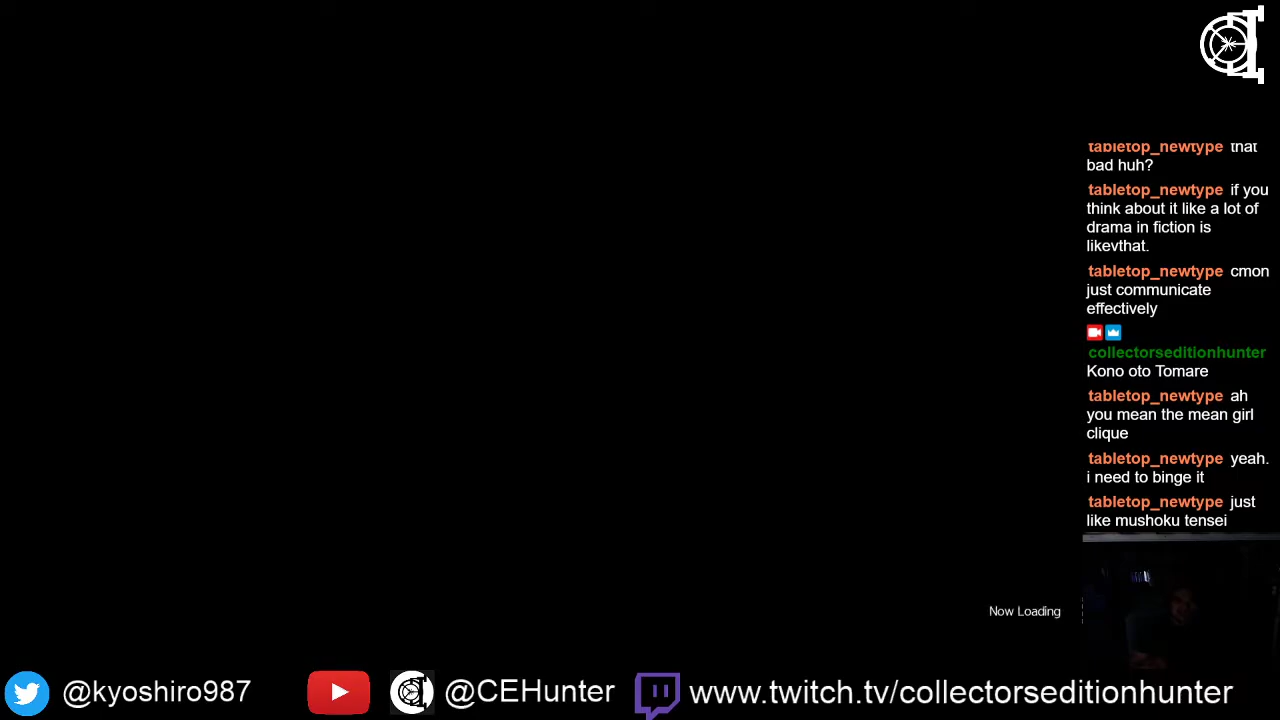 tabletop_newtype that
bad huh?
tabletop_newtype if you
think about it like a lot of
drama in fiction is
likevthat.
tabletop_newtype cmon
just communicate
effectively
collectorseditionhunter
Kono oto Tomare
tabletop_newtype ah
you mean the mean girl
clique
tabletop_newtype yeah.
i need to binge it
tabletop_newtype just
like mushoku tensei
Now Loading
@kyoshiro987 @CEHunter www.twitch.tv/collectorseditionhunter